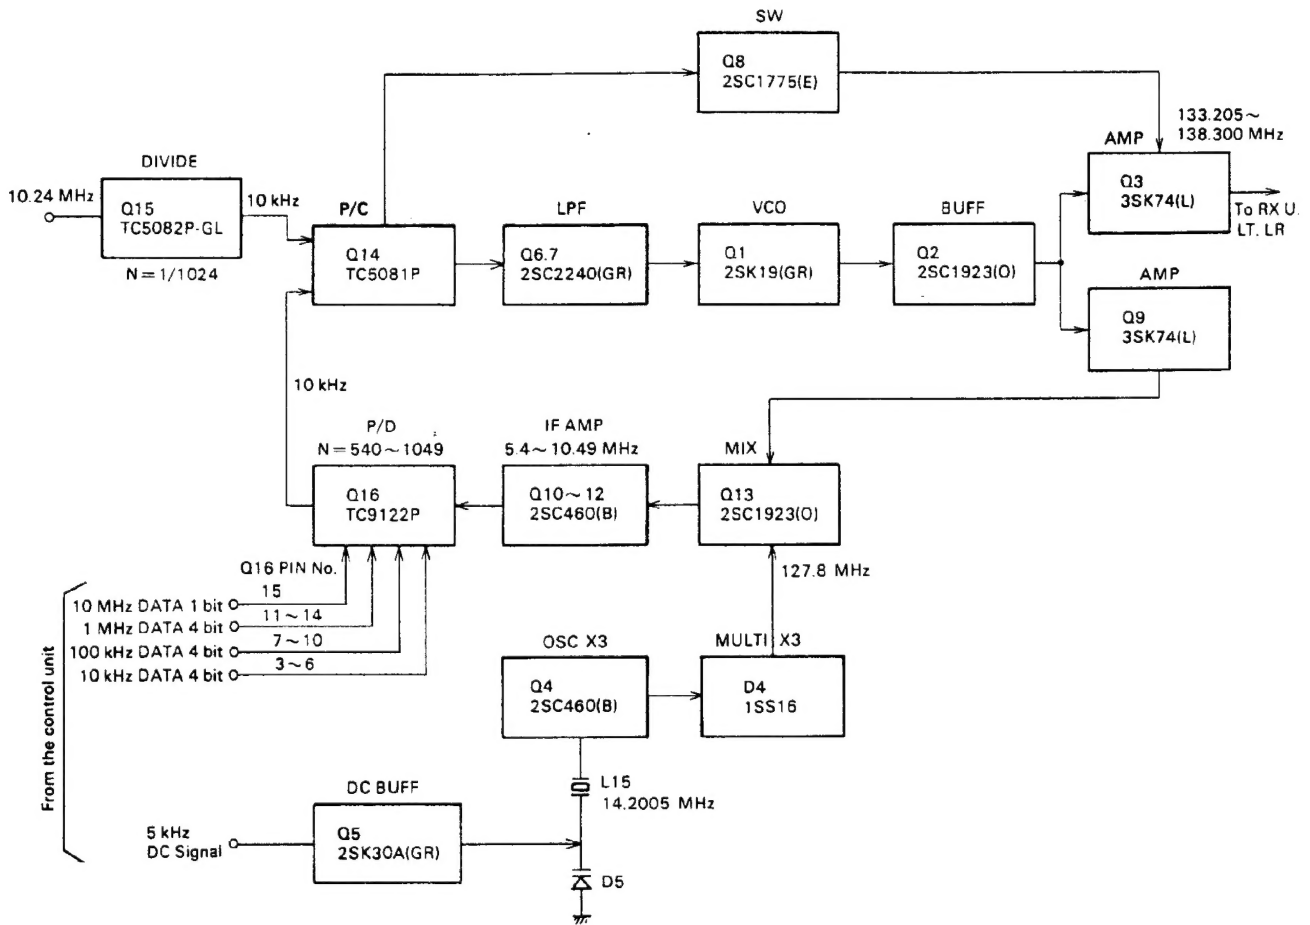 SW
Q8
2SC1775(E)
133.205～
138.300 MHz
AMP
Q3
3SK74(L)
To RX U.
LT. LR
DIVIDE
10.24 MHz
Q15
TC5082P-GL
N = 1/1024
10 kHz
P/C
Q14
TC5081P
LPF
Q6.7
2SC2240(GR)
VCO
Q1
2SK19(GR)
BUFF
Q2
2SC1923(O)
AMP
Q9
3SK74(L)
10 kHz
P/D
N = 540～1049
Q16
TC9122P
IF AMP
5.4～10.49 MHz
Q10～12
2SC460(B)
MIX
Q13
2SC1923(O)
127.8 MHz
Q16 PIN No.
15
10 MHz DATA 1 bit
11～14
1 MHz DATA 4 bit
7～10
100 kHz DATA 4 bit
3～6
10 kHz DATA 4 bit
From the control unit
OSC X3
Q4
2SC460(B)
MULTI X3
D4
1SS16
L15
14.2005 MHz
DC BUFF
Q5
2SK30A(GR)
5 kHz
DC Signal
D5